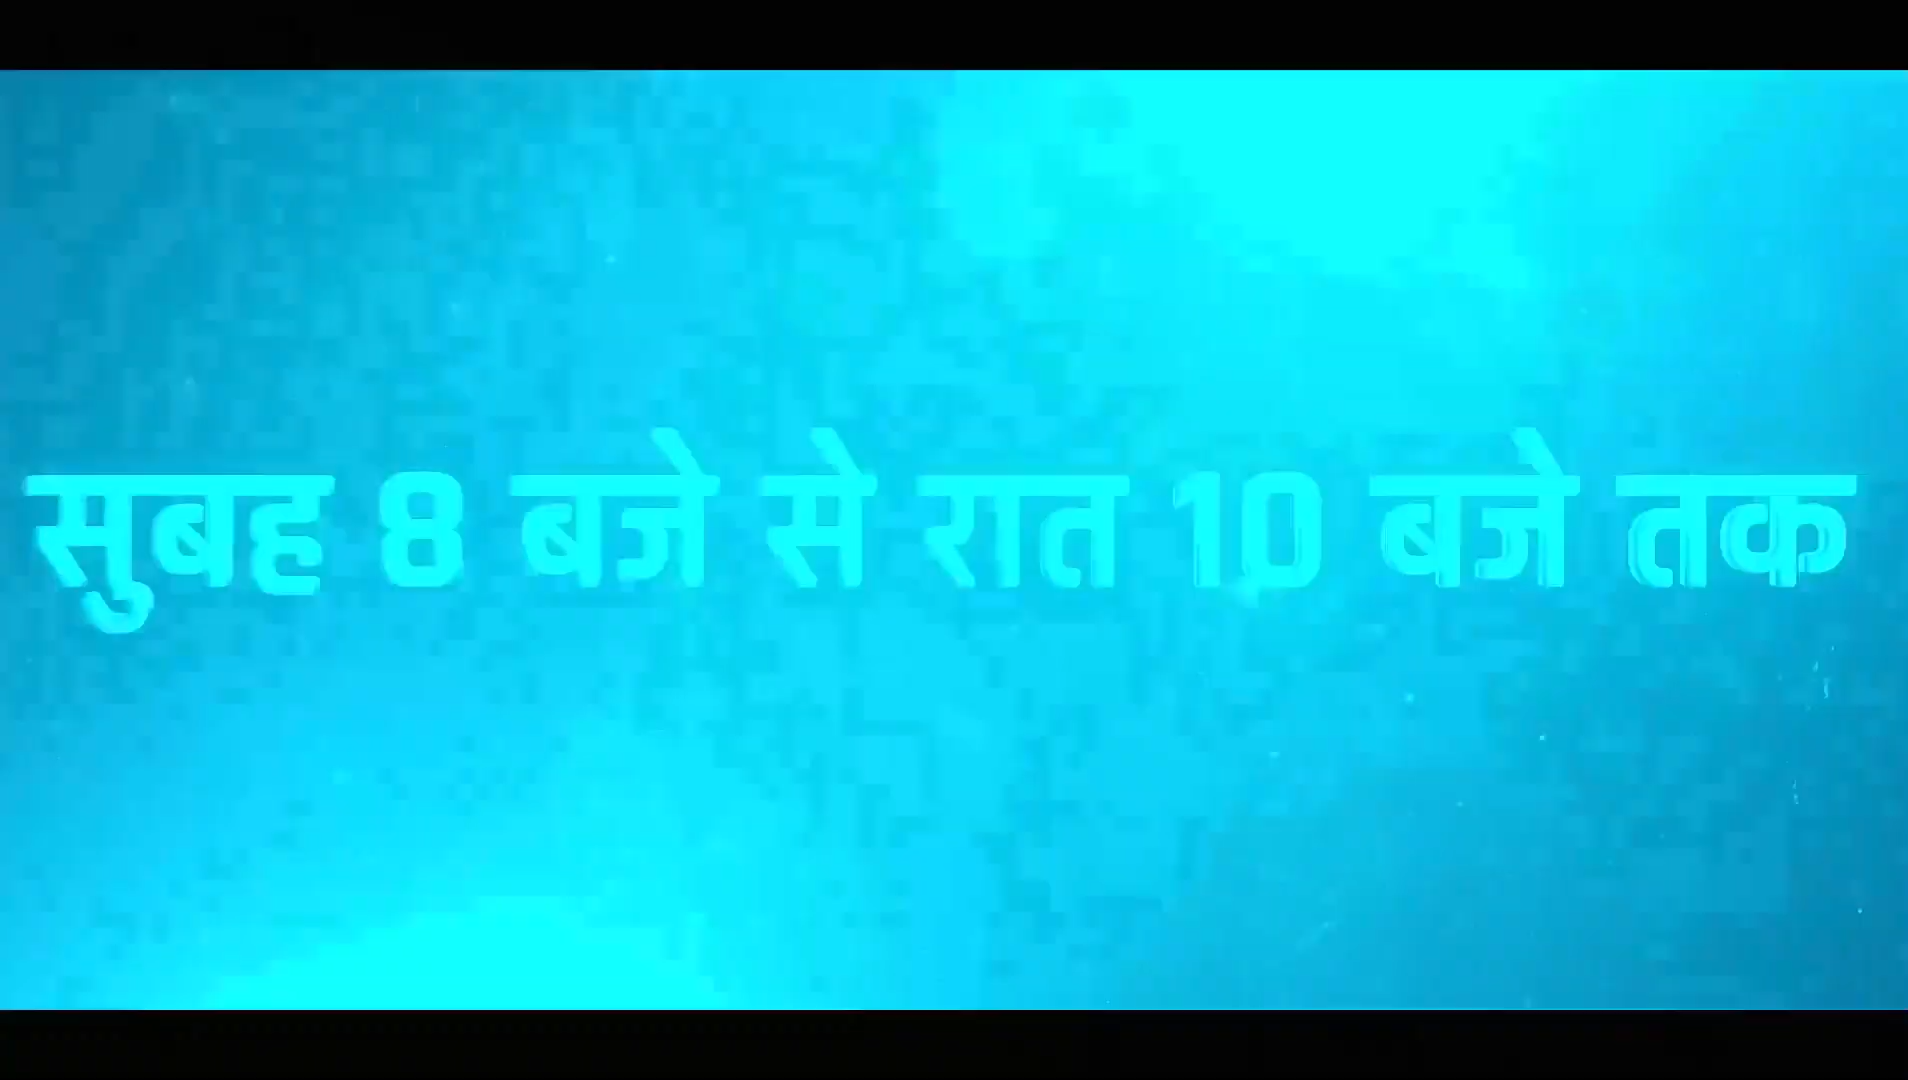 सुबह 8 बजे से रात 10 बजे तक